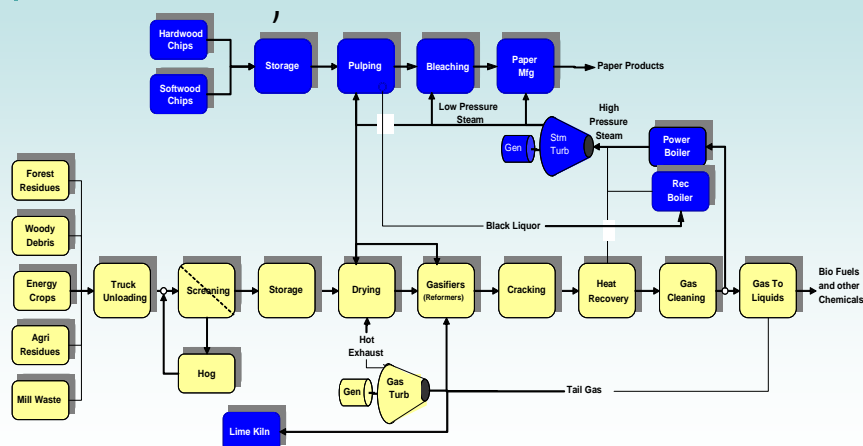 ,
Hardwood
Chips
Softwood
Chips
Storage
Pulping
Bleaching
Paper
Mfg
Paper Products
Low Pressure
Steam
High
Pressure
Steam
Gen
Stm
Turb
Power
Boiler
Rec
Boiler
Black Liquor
Forest
Residues
Woody
Debris
Energy
Crops
Agri
Residues
Mill Waste
Truck
Unloading
Screening
Storage
Drying
Gasifiers
(Reformers)
Cracking
Heat
Recovery
Gas
Cleaning
Gas To
Liquids
Bio Fuels
and other
Chemicals
Hog
Hot
Exhaust
Gen
Gas
Turb
Tail Gas
Lime Kiln